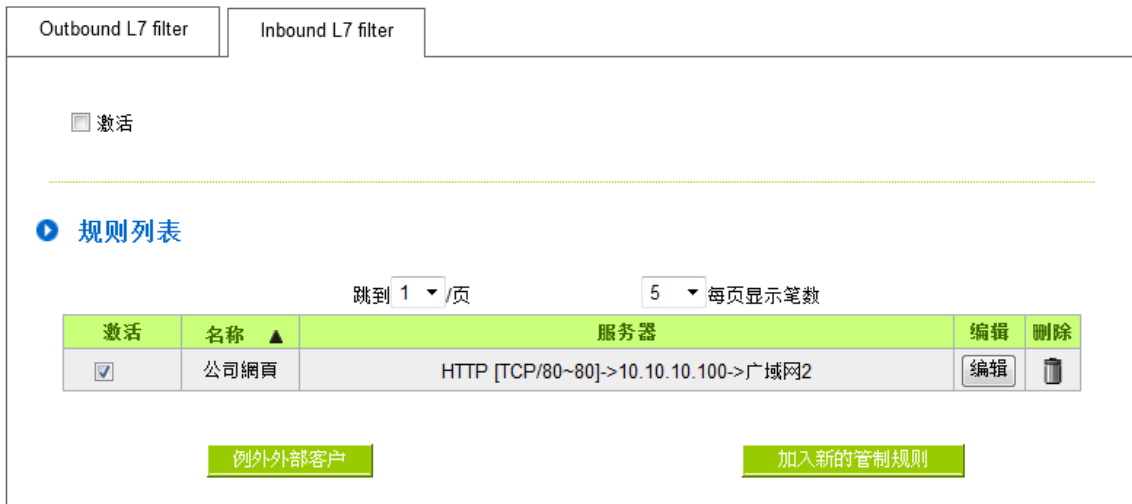 Outbound L7 filter Inbound L7 filter
激活
规则列表
跳到 1 /页 5 每页显示笔数
激活 名称 ▲ 服务器 编辑 删除
公司網頁 HTTP [TCP/80~80]->10.10.10.100->广域网2 编辑
例外外部客户 加入新的管制规则